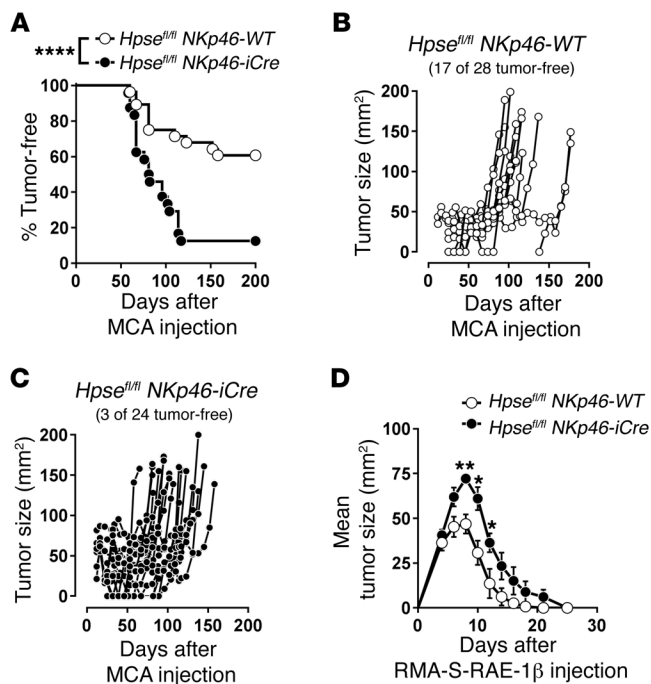 A
Hpse^fl/fl NKp46-WT
**** Hpse^fl/fl NKp46-iCre
100
80
60
40
20
0
% Tumor-free
0 50 100 150 200
Days after
MCA injection
B
Hpse^fl/fl NKp46-WT
(17 of 28 tumor-free)
200
150
100
50
0
Tumor size (mm²)
0 50 100 150 200
Days after
MCA injection
C
Hpse^fl/fl NKp46-iCre
(3 of 24 tumor-free)
200
150
100
50
0
Tumor size (mm²)
0 50 100 150 200
Days after
MCA injection
D
Hpse^fl/fl NKp46-WT
Hpse^fl/fl NKp46-iCre
100
75
50
25
0
Mean
tumor size (mm²)
**
*
*
0 10 20 30
Days after
RMA-S-RAE-1β injection